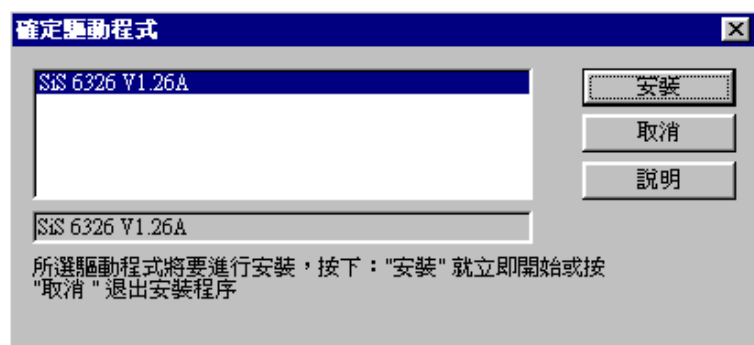 確定驅動程式
SiS 6326 V1.26A
安裝
取消
說明
SiS 6326 V1.26A
所選驅動程式將要進行安裝，按下："安裝" 就立即開始或按
"取消 " 退出安裝程序